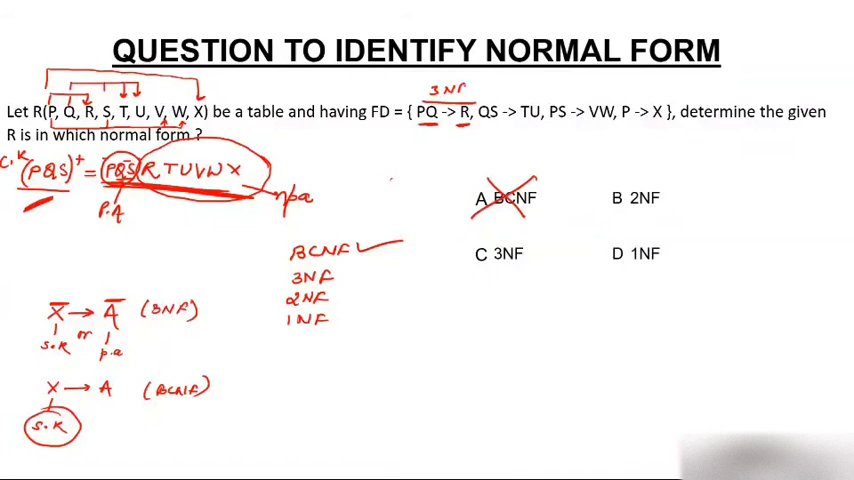 QUESTION TO IDENTIFY NORMAL FORM
3NF
Let R(P, Q, R, S, T, U, V, W, X) be a table and having FD = { PQ -> R, QS -> TU, PS -> VW, P -> X }, determine the given
R is in which normal form ?
C.K (PQS)+ = PQS R T U V W X
P.A
npa
A BCNF
B 2NF
C 3NF
D 1NF
BCNF ✓
3NF
2NF
1NF
X → A (3NF)
S.K or p.a
X → A (BCNF)
S.K